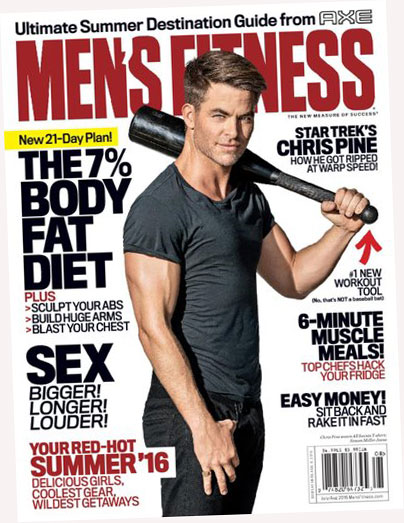 Ultimate Summer Destination Guide from AXE
MEN'S FITNESS
THE NEW MEASURE OF SUCCESS
New 21-Day Plan!
THE 7%
BODY
FAT
DIET
PLUS
>SCULPT YOUR ABS
>BUILD HUGE ARMS
>BLAST YOUR CHEST
SEX
BIGGER!
LONGER!
LOUDER!
YOUR RED-HOT
SUMMER '16
DELICIOUS GIRLS,
COOLEST GEAR,
WILDEST GETAWAYS
STAR TREK'S
CHRIS PINE
HOW HE GOT RIPPED
AT WARP SPEED!
#1 NEW
WORKOUT
TOOL
(No, that's NOT a baseball bat)
6-MINUTE
MUSCLE
MEALS!
TOP CHEFS HACK
YOUR FRIDGE
EASY MONEY!
SIT BACK AND
RAKE IT IN FAST